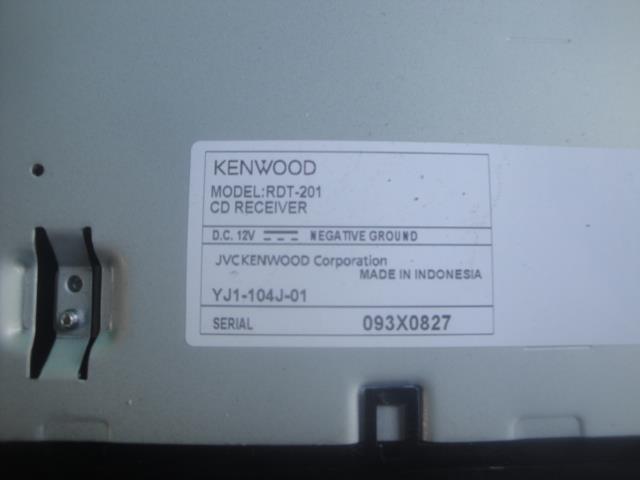 KENWOOD
MODEL:RDT-201
CD RECEIVER
D.C. 12V NEGATIVE GROUND
JVCKENWOOD Corporation
MADE IN INDONESIA
YJ1-104J-01
SERIAL 093X0827